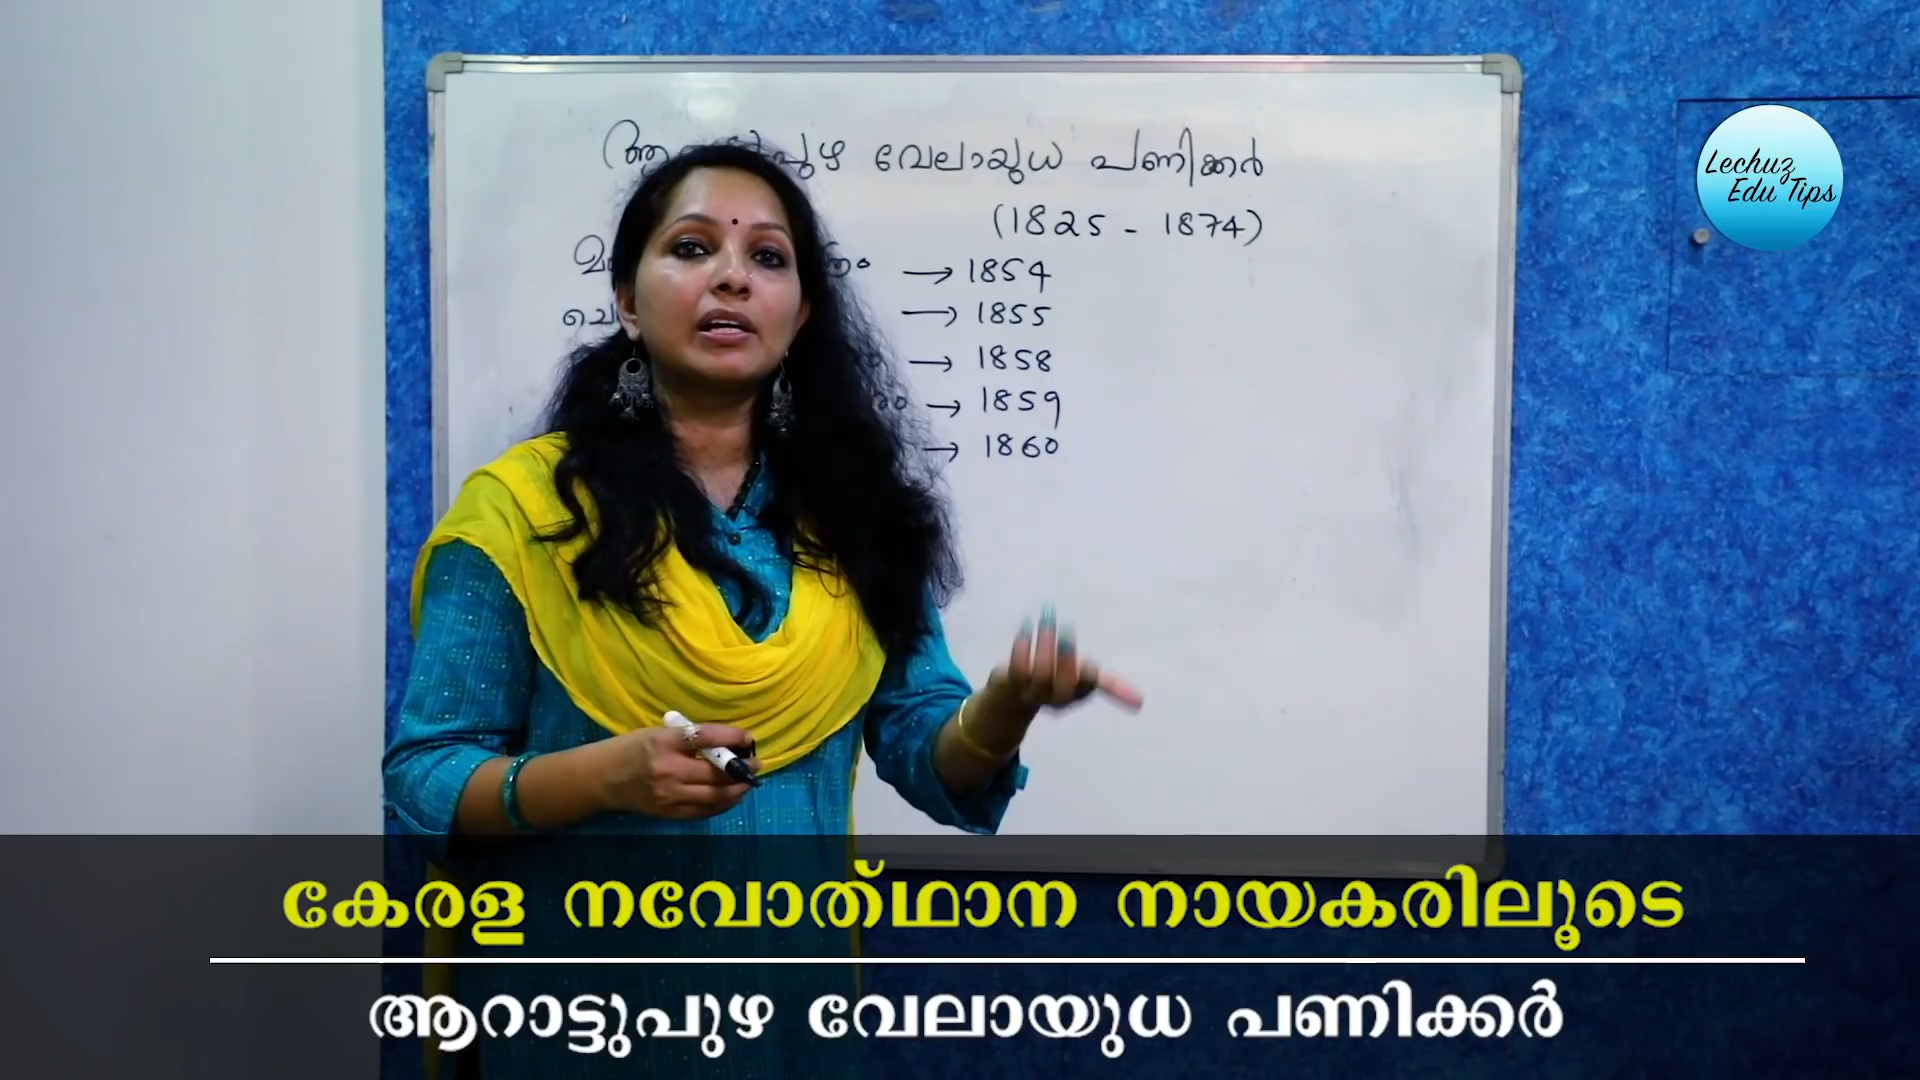 വേലായുധ പണിക്കർ
(1825 - 1874)
→ 1854
→ 1855
→ 1858
→ 1859
→ 1860
Lechuz
Edu Tips
കേരള നവോത്ഥാന നായകരിലൂടെ
ആറാട്ടുപുഴ വേലായുധ പണിക്കർ